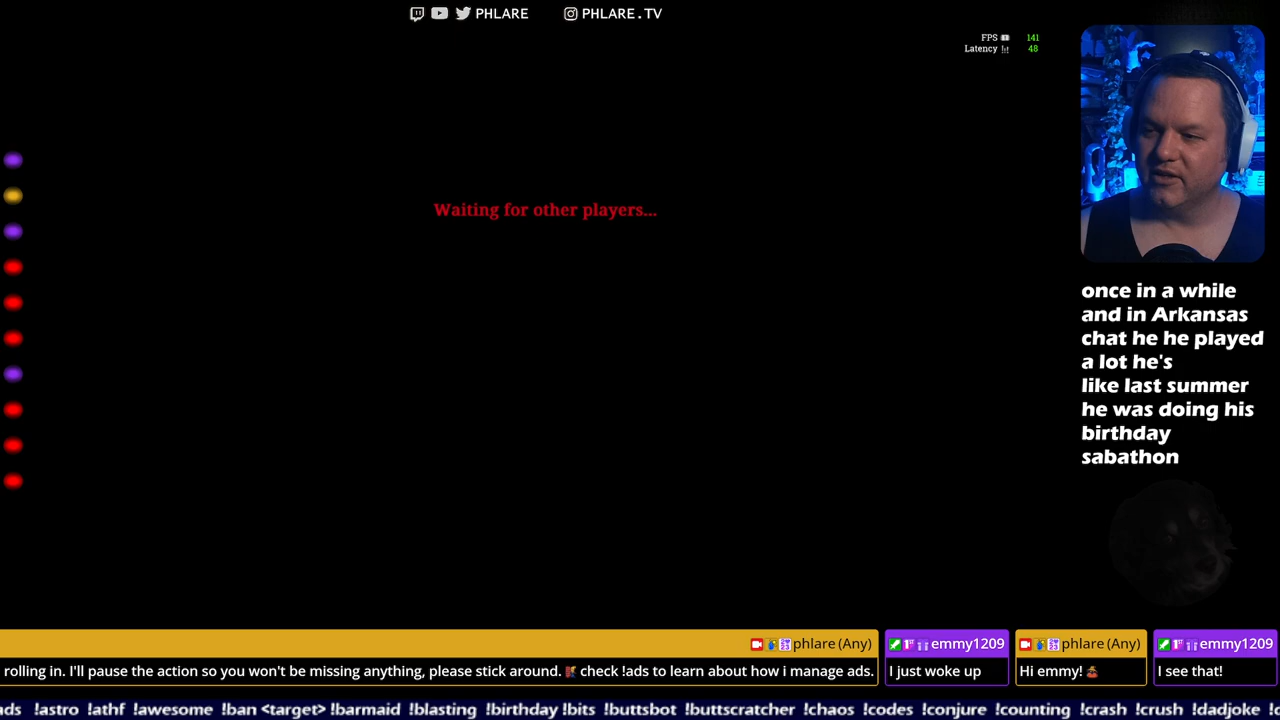 PHLARE PHLARE.TV
FPS 141
Latency 48
Waiting for other players...
once in a while
and in Arkansas
chat he he played
a lot he's
like last summer
he was doing his
birthday
sabathon
phlare (Any)
rolling in. I'll pause the action so you won't be missing anything, please stick around. check !ads to learn about how i manage ads.
emmy1209
I just woke up
phlare (Any)
Hi emmy!
emmy1209
I see that!
ads !astro !athf !awesome !ban <target> !barmaid !blasting !birthday !bits !buttsbot !buttscratcher !chaos !codes !conjure !counting !crash !crush !dadjoke